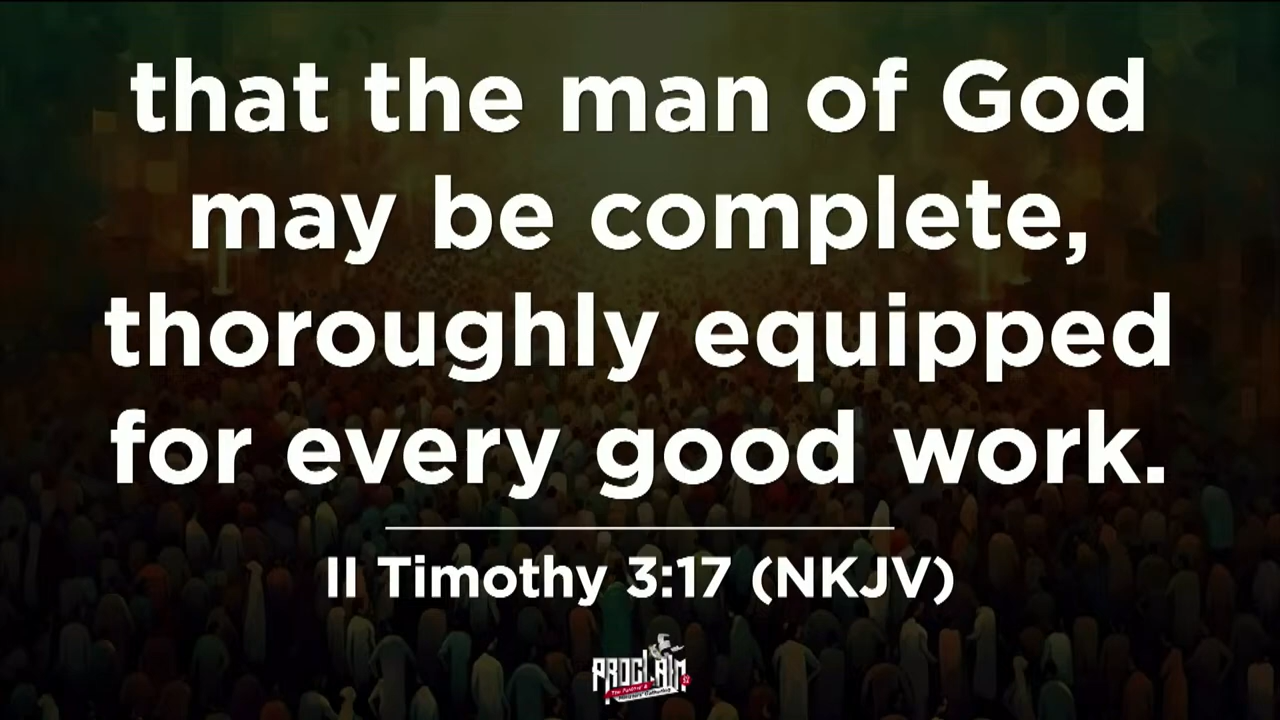 that the man of God
may be complete,
thoroughly equipped
for every good work.
II Timothy 3:17 (NKJV)
PROCLAIM